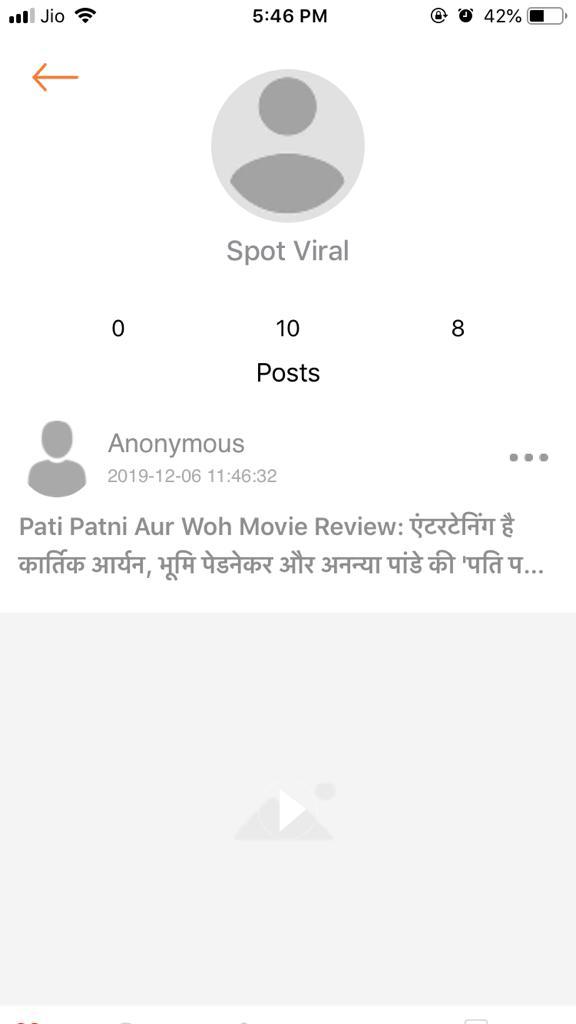 Jio 5:46 PM 42%
Spot Viral
0 10 8
Posts
Anonymous
2019-12-06 11:46:32
Pati Patni Aur Woh Movie Review: एंटरटेनिंग है
कार्तिक आर्यन, भूमि पेडनेकर और अनन्या पांडे की 'पति प...